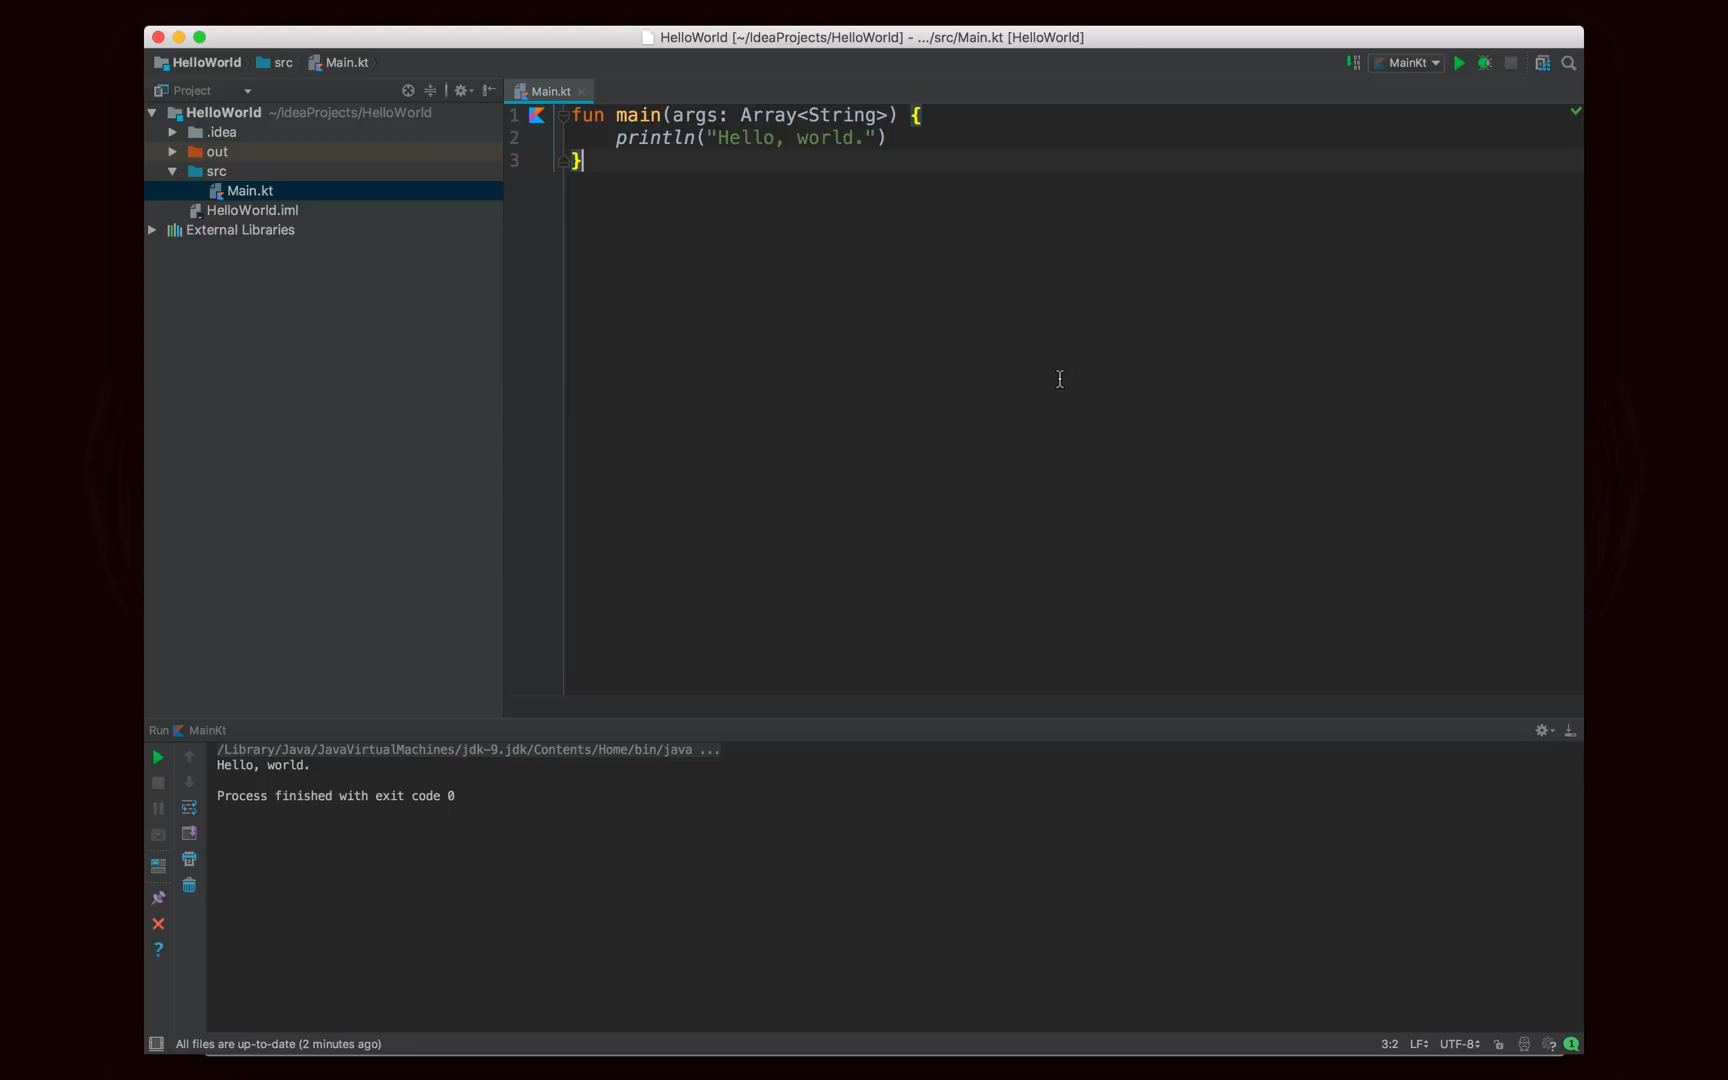 HelloWorld [~/IdeaProjects/HelloWorld] - .../src/Main.kt [HelloWorld]
HelloWorld src Main.kt MainKt
Project
Main.kt
HelloWorld ~/IdeaProjects/HelloWorld
.idea
out
src
Main.kt
HelloWorld.iml
External Libraries
1 fun main(args: Array<String>) {
2 println("Hello, world.")
3 }
Run MainKt
/Library/Java/JavaVirtualMachines/jdk-9.jdk/Contents/Home/bin/java ...
Hello, world.
Process finished with exit code 0
?
All files are up-to-date (2 minutes ago) 3:2 LF UTF-8 1